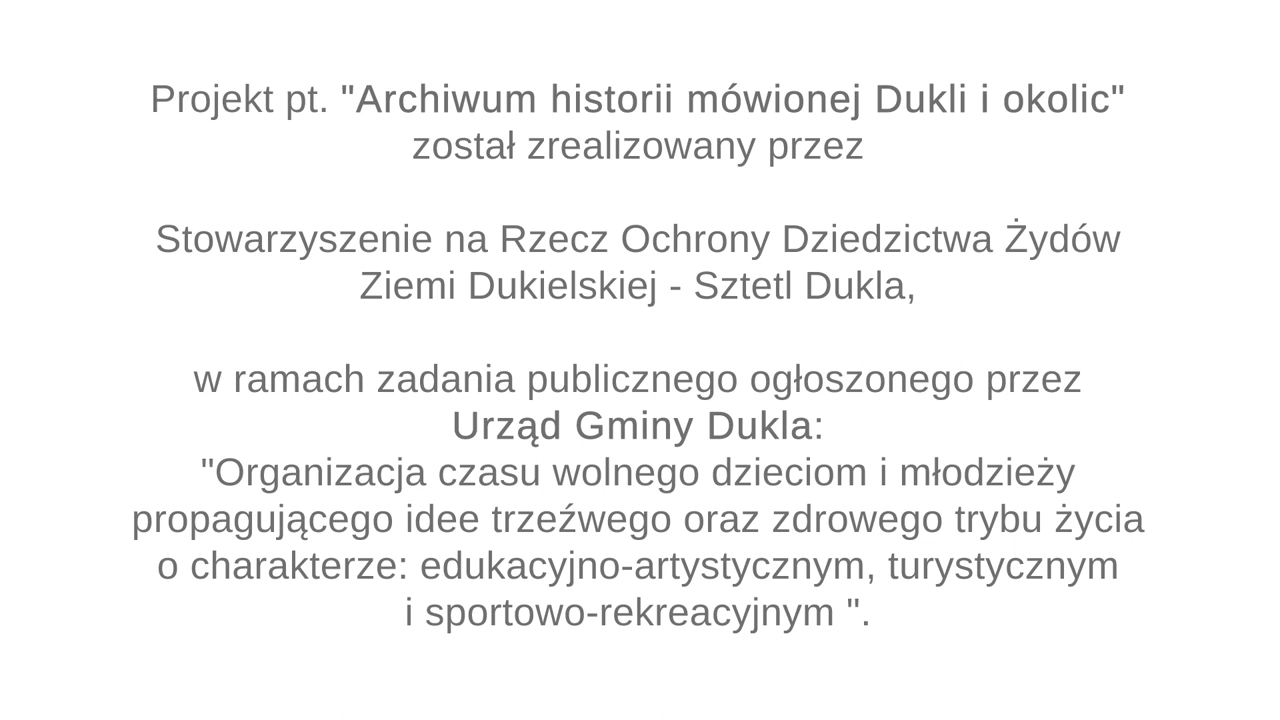 Projekt pt. "Archiwum historii mówionej Dukli i okolic"
został zrealizowany przez
Stowarzyszenie na Rzecz Ochrony Dziedzictwa Żydów
Ziemi Dukielskiej - Sztetl Dukla,
w ramach zadania publicznego ogłoszonego przez
Urząd Gminy Dukla:
"Organizacja czasu wolnego dzieciom i młodzieży
propagującego idee trzeźwego oraz zdrowego trybu życia
o charakterze: edukacyjno-artystycznym, turystycznym
i sportowo-rekreacyjnym ".